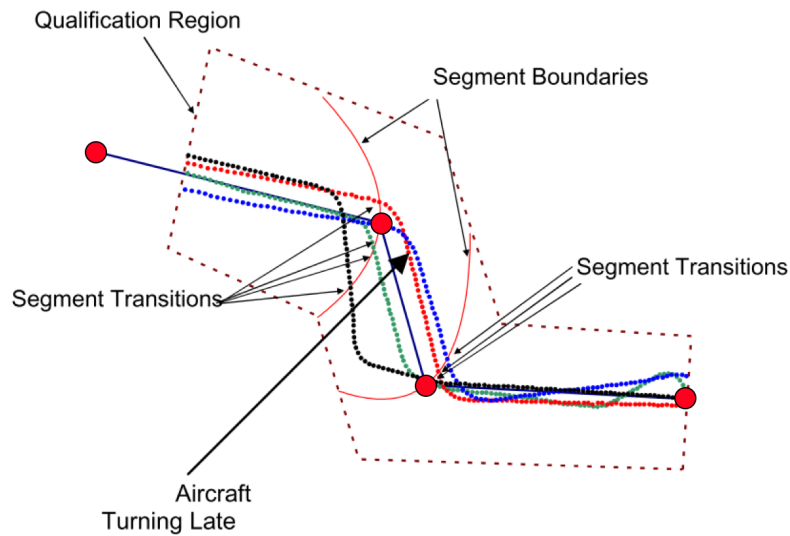 Qualification Region
Segment Boundaries
Segment Transitions
Segment Transitions
Aircraft
Turning Late